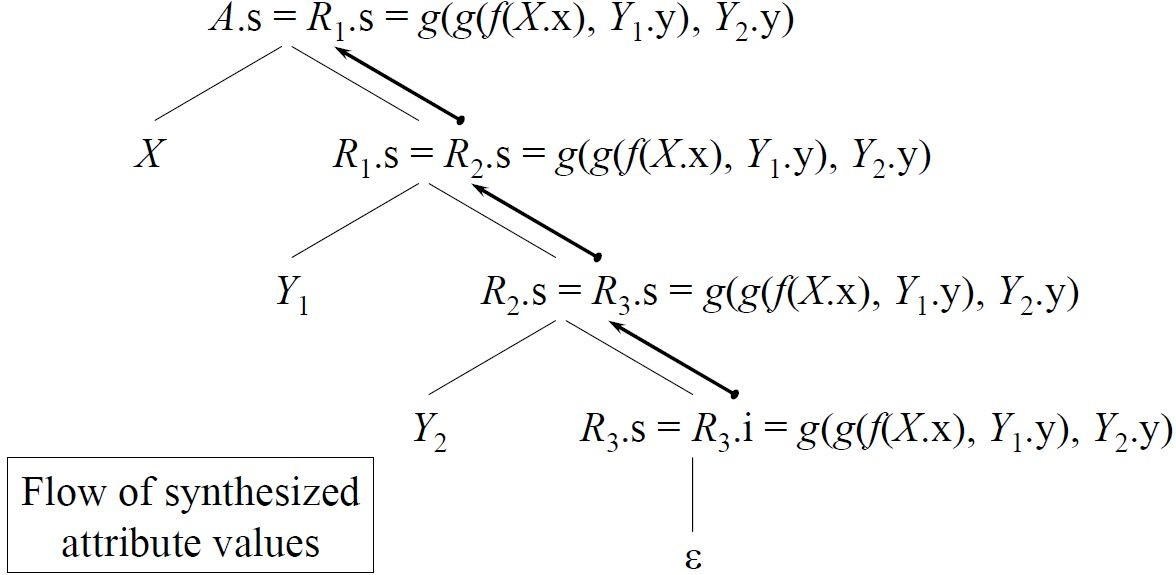 A.s = R₁.s = g(g(f(X.x), Y₁.y), Y₂.y)
X
R₁.s = R₂.s = g(g(f(X.x), Y₁.y), Y₂.y)
Y₁
R₂.s = R₃.s = g(g(f(X.x), Y₁.y), Y₂.y)
Y₂
R₃.s = R₃.i = g(g(f(X.x), Y₁.y), Y₂.y)
Flow of synthesized
attribute values
ε